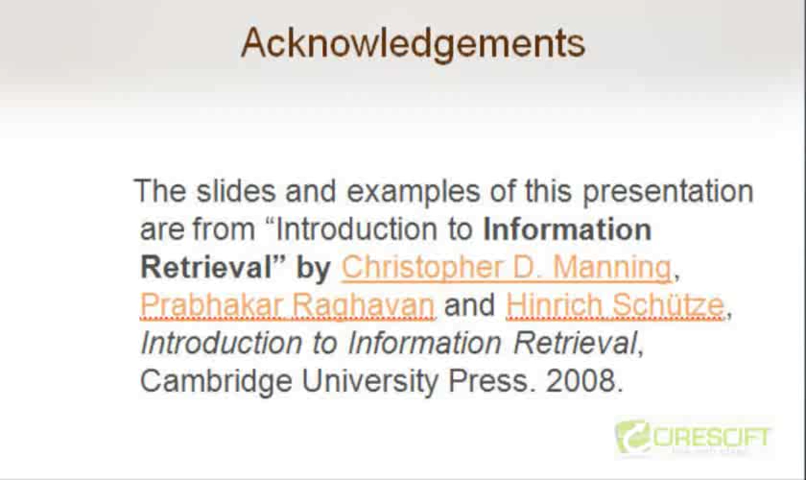 Acknowledgements
The slides and examples of this presentation
are from “Introduction to Information
Retrieval” by Christopher D. Manning,
Prabhakar Raghavan and Hinrich Schütze,
Introduction to Information Retrieval,
Cambridge University Press. 2008.